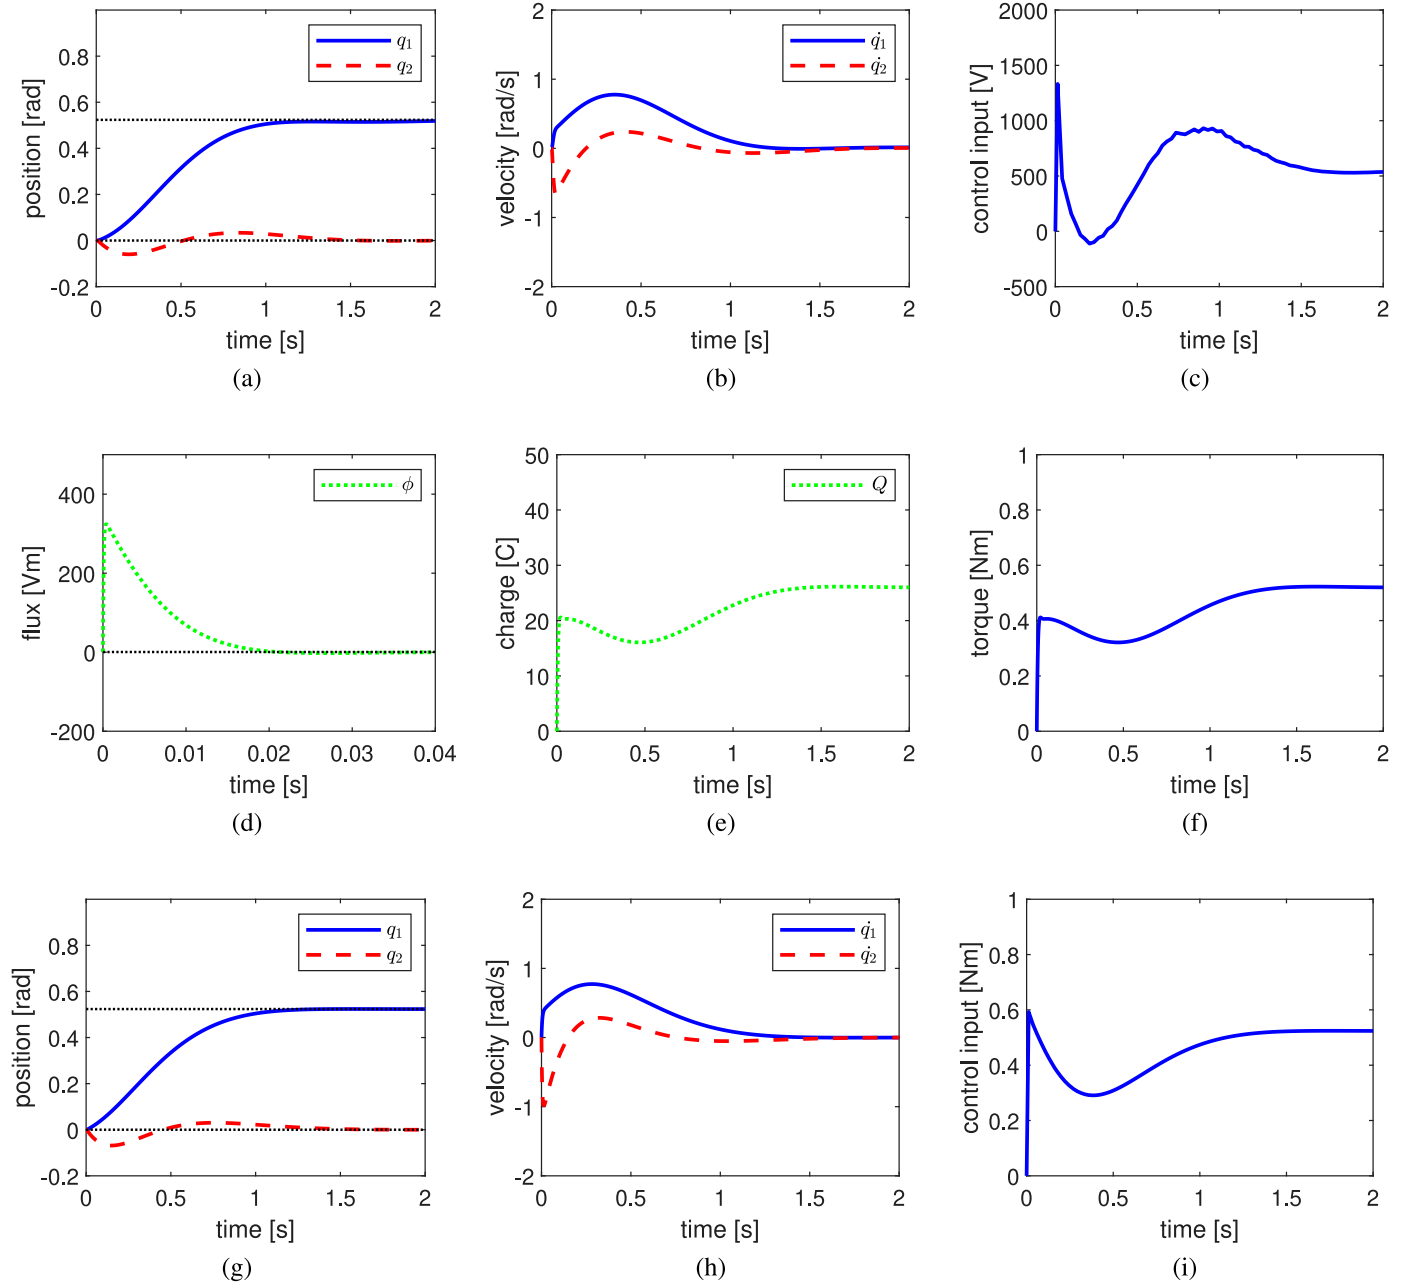 0.8
0.6
0.4
0.2
0
-0.2
position [rad]
q1
q2
0 0.5 1 1.5 2
time [s]
(a)
2
1
0
-1
-2
velocity [rad/s]
q̇1
q̇2
0 0.5 1 1.5 2
time [s]
(b)
2000
1500
1000
500
0
-500
control input [V]
0 0.5 1 1.5 2
time [s]
(c)
400
200
0
-200
flux [Vm]
ϕ
0 0.01 0.02 0.03 0.04
time [s]
(d)
50
40
30
20
10
0
charge [C]
Q
0 0.5 1 1.5 2
time [s]
(e)
1
0.8
0.6
0.4
0.2
0
torque [Nm]
0 0.5 1 1.5 2
time [s]
(f)
0.8
0.6
0.4
0.2
0
-0.2
position [rad]
q1
q2
0 0.5 1 1.5 2
time [s]
(g)
2
1
0
-1
-2
velocity [rad/s]
q̇1
q̇2
0 0.5 1 1.5 2
time [s]
(h)
1
0.8
0.6
0.4
0.2
0
control input [Nm]
0 0.5 1 1.5 2
time [s]
(i)